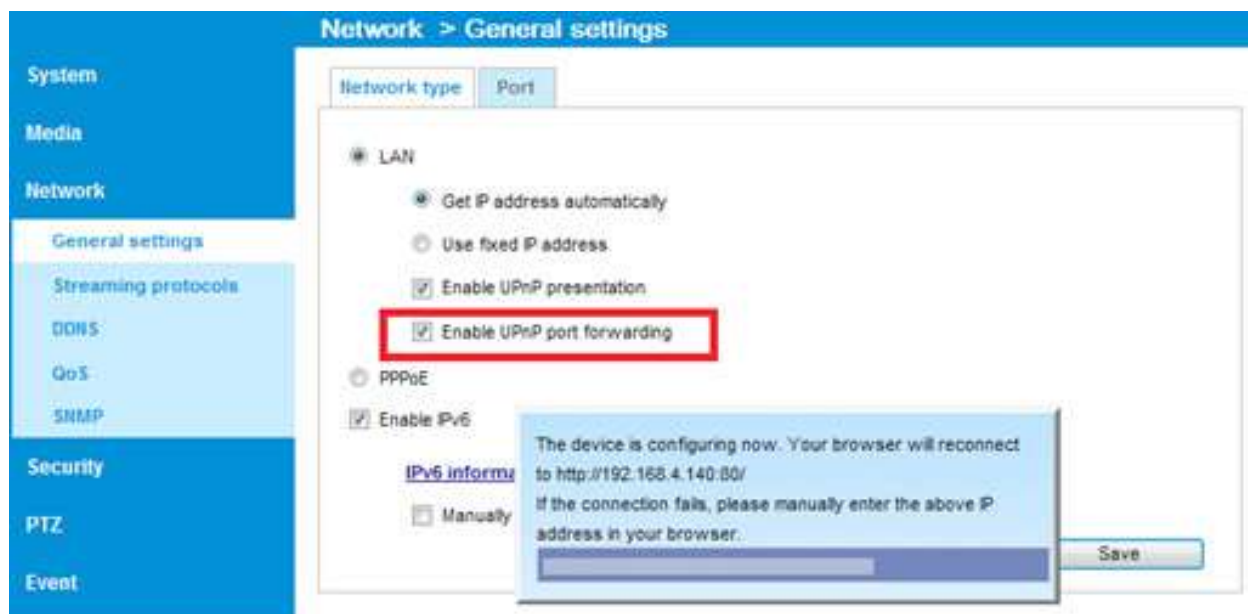 Network > General settings
System
Media
Network
General settings
Streaming protocols
DDNS
QoS
SNMP
Security
PTZ
Event
Network type
Port
LAN
Get IP address automatically
Use fixed IP address
Enable UPnP presentation
Enable UPnP port forwarding
PPPoE
Enable IPv6
IPv6 informa
Manually
The device is configuring now. Your browser will reconnect
to http://192.168.4.140:80/
If the connection fails, please manually enter the above IP
address in your browser.
Save